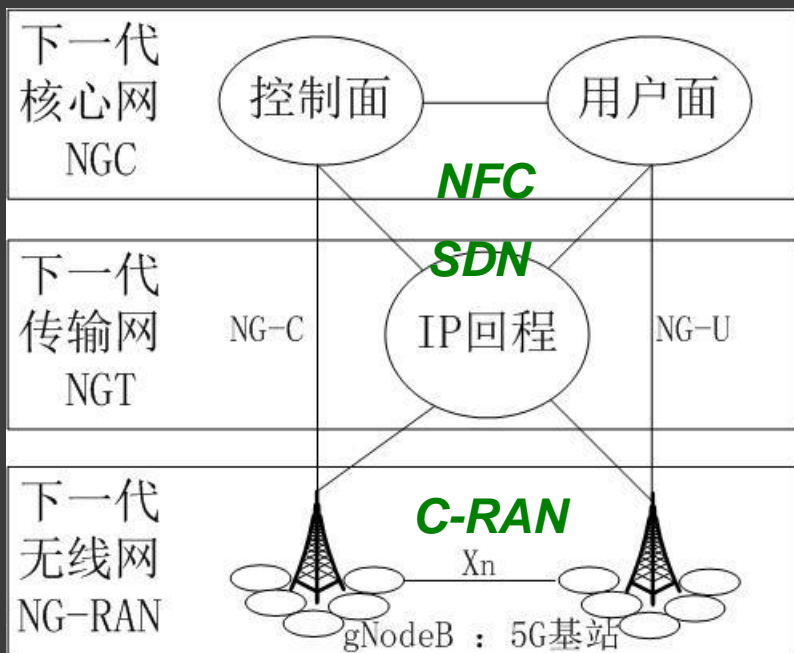 下一代
核心网
NGC
控制面
用户面
NFC
下一代
传输网
NGT
NG-C
SDN
IP回程
NG-U
下一代
无线网
NG-RAN
C-RAN
Xn
gNodeB ：5G基站